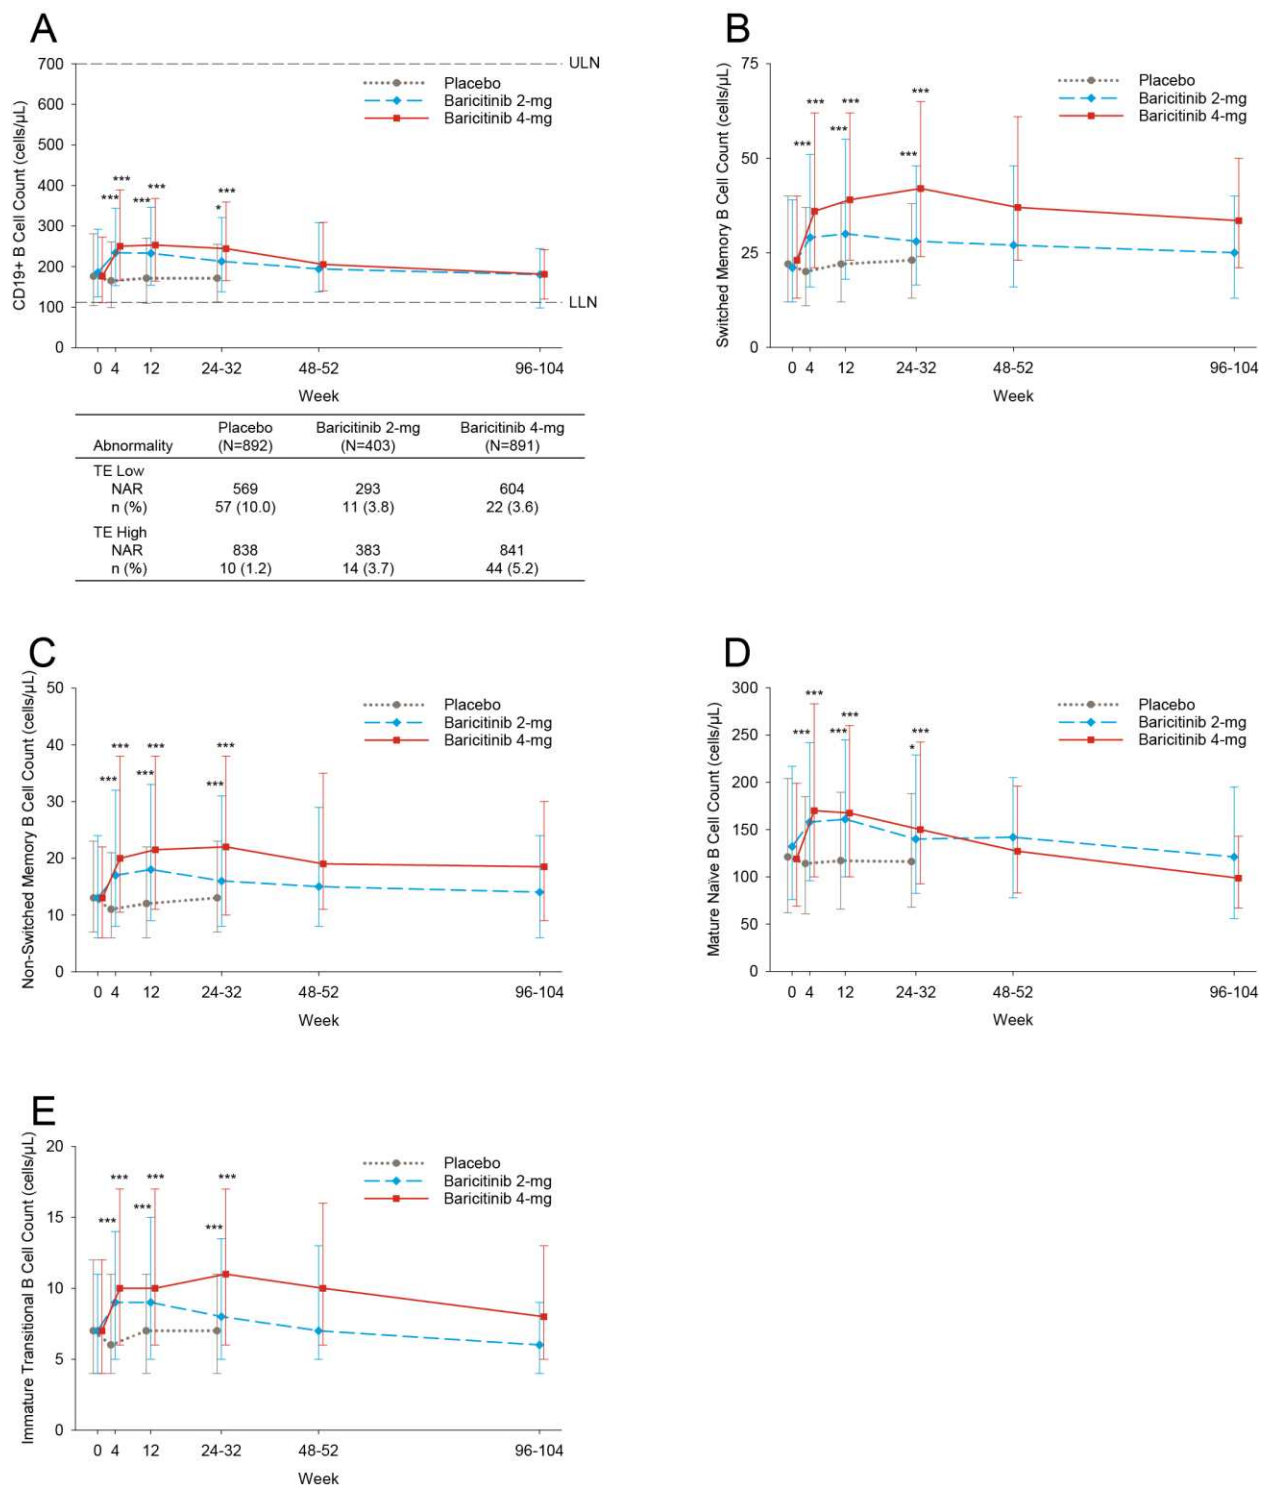 A
CD19+ B Cell Count (cells/µL)
700
600
500
400
300
200
100
0
ULN
LLN
Placebo
Baricitinib 2-mg
Baricitinib 4-mg
***
***
***
***
*
***
0 4 12 24-32 48-52 96-104
Week
Abnormality Placebo (N=892) Baricitinib 2-mg (N=403) Baricitinib 4-mg (N=891)
TE Low
NAR 569 293 604
n (%) 57 (10.0) 11 (3.8) 22 (3.6)
TE High
NAR 838 383 841
n (%) 10 (1.2) 14 (3.7) 44 (5.2)
B
Switched Memory B Cell Count (cells/µL)
75
50
25
0
Placebo
Baricitinib 2-mg
Baricitinib 4-mg
***
***
***
***
***
***
0 4 12 24-32 48-52 96-104
Week
C
Non-Switched Memory B Cell Count (cells/µL)
50
40
30
20
10
0
Placebo
Baricitinib 2-mg
Baricitinib 4-mg
***
***
***
***
***
***
0 4 12 24-32 48-52 96-104
Week
D
Mature Naïve B Cell Count (cells/µL)
300
250
200
150
100
50
0
Placebo
Baricitinib 2-mg
Baricitinib 4-mg
***
***
***
***
*
***
0 4 12 24-32 48-52 96-104
Week
E
Immature Transitional B Cell Count (cells/µL)
20
15
10
5
0
Placebo
Baricitinib 2-mg
Baricitinib 4-mg
***
***
***
***
***
***
0 4 12 24-32 48-52 96-104
Week